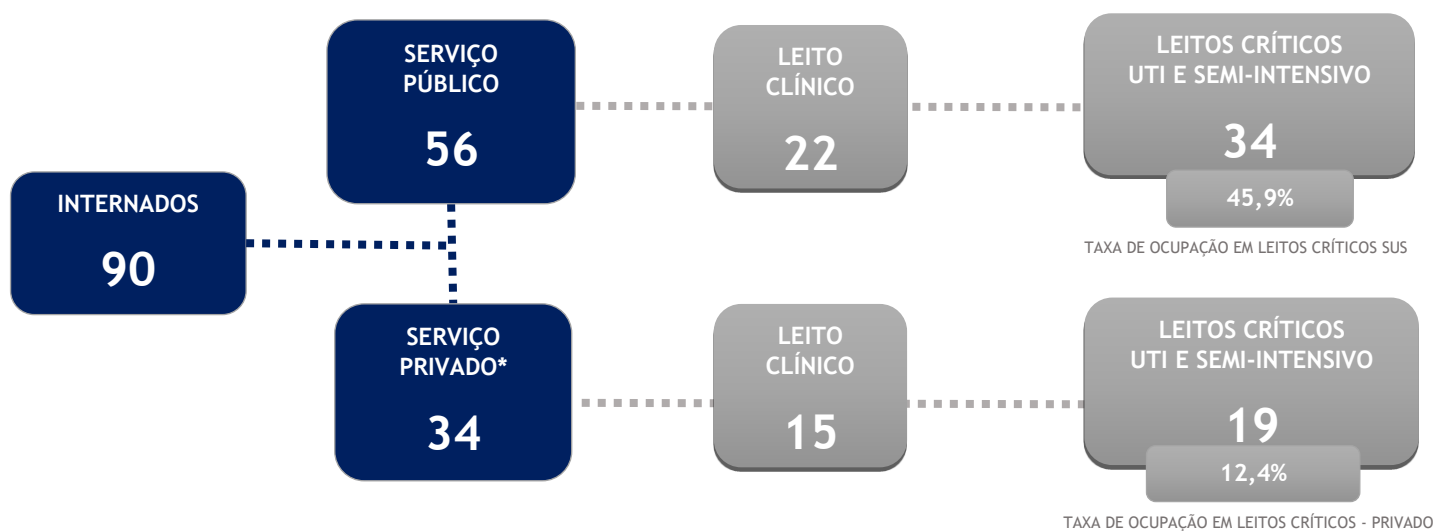 INTERNADOS
90
SERVIÇO
PÚBLICO
56
LEITO
CLÍNICO
22
LEITOS CRÍTICOS
UTI E SEMI-INTENSIVO
34
45,9%
TAXA DE OCUPAÇÃO EM LEITOS CRÍTICOS SUS
SERVIÇO
PRIVADO*
34
LEITO
CLÍNICO
15
LEITOS CRÍTICOS
UTI E SEMI-INTENSIVO
19
12,4%
TAXA DE OCUPAÇÃO EM LEITOS CRÍTICOS - PRIVADO